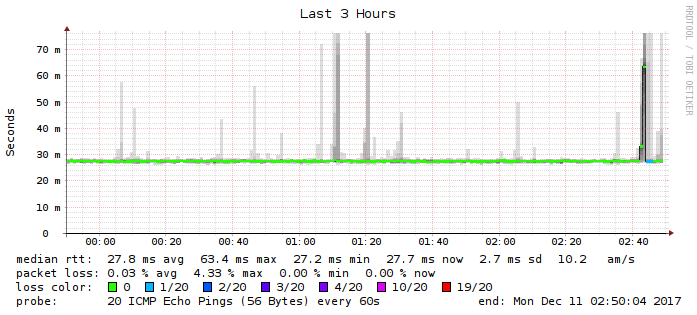 Last 3 Hours
RRDTOOL / TOBI OETIKER
Seconds
70 m
60 m
50 m
40 m
30 m
20 m
10 m
0
00:00 00:20 00:40 01:00 01:20 01:40 02:00 02:20 02:40
median rtt: 27.8 ms avg 63.4 ms max 27.2 ms min 27.7 ms now 2.7 ms sd 10.2 am/s
packet loss: 0.03 % avg 4.33 % max 0.00 % min 0.00 % now
loss color: 0 1/20 2/20 3/20 4/20 10/20 19/20
probe: 20 ICMP Echo Pings (56 Bytes) every 60s end: Mon Dec 11 02:50:04 2017